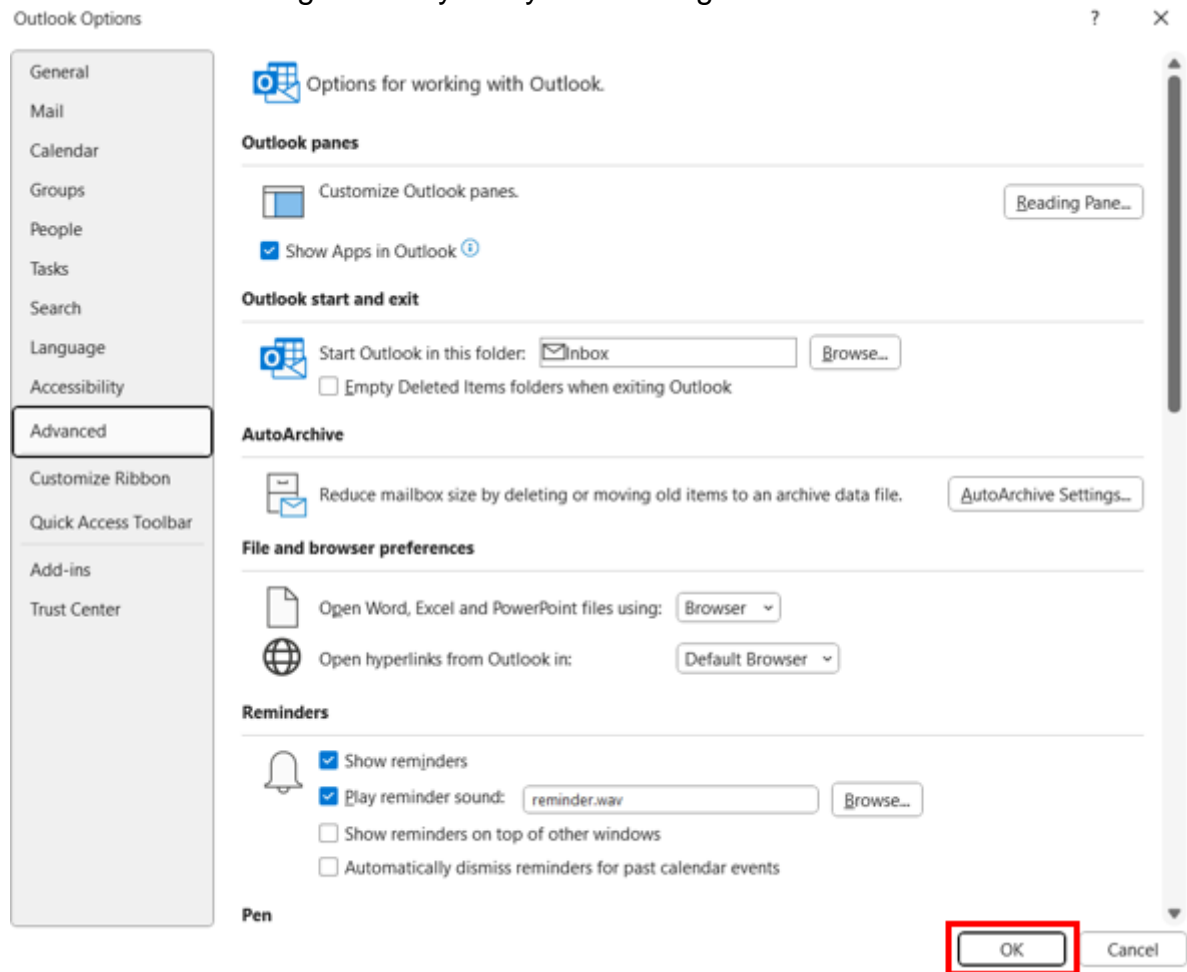 Outlook Options
?
General
Mail
Calendar
Groups
People
Tasks
Search
Language
Accessibility
Advanced
Customize Ribbon
Quick Access Toolbar
Add-ins
Trust Center
Options for working with Outlook.
Outlook panes
Customize Outlook panes.
Reading Pane...
Show Apps in Outlook
Outlook start and exit
Start Outlook in this folder: Inbox Browse...
Empty Deleted Items folders when exiting Outlook
AutoArchive
Reduce mailbox size by deleting or moving old items to an archive data file. AutoArchive Settings...
File and browser preferences
Open Word, Excel and PowerPoint files using: Browser
Open hyperlinks from Outlook in: Default Browser
Reminders
Show reminders
Play reminder sound: reminder.wav Browse...
Show reminders on top of other windows
Automatically dismiss reminders for past calendar events
Pen
OK Cancel